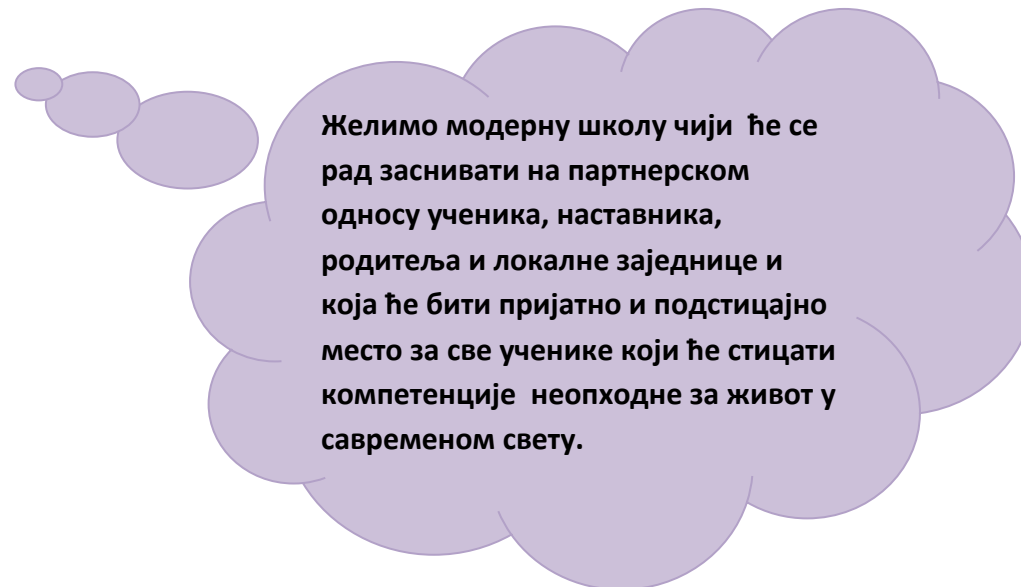 Желимо модерну школу чији  ће се
рад заснивати на партнерском
односу ученика, наставника,
родитеља и локалне заједнице и
која ће бити пријатно и подстицајно
место за све ученике који ће стицати
компетенције  неопходне за живот у
савременом свету.